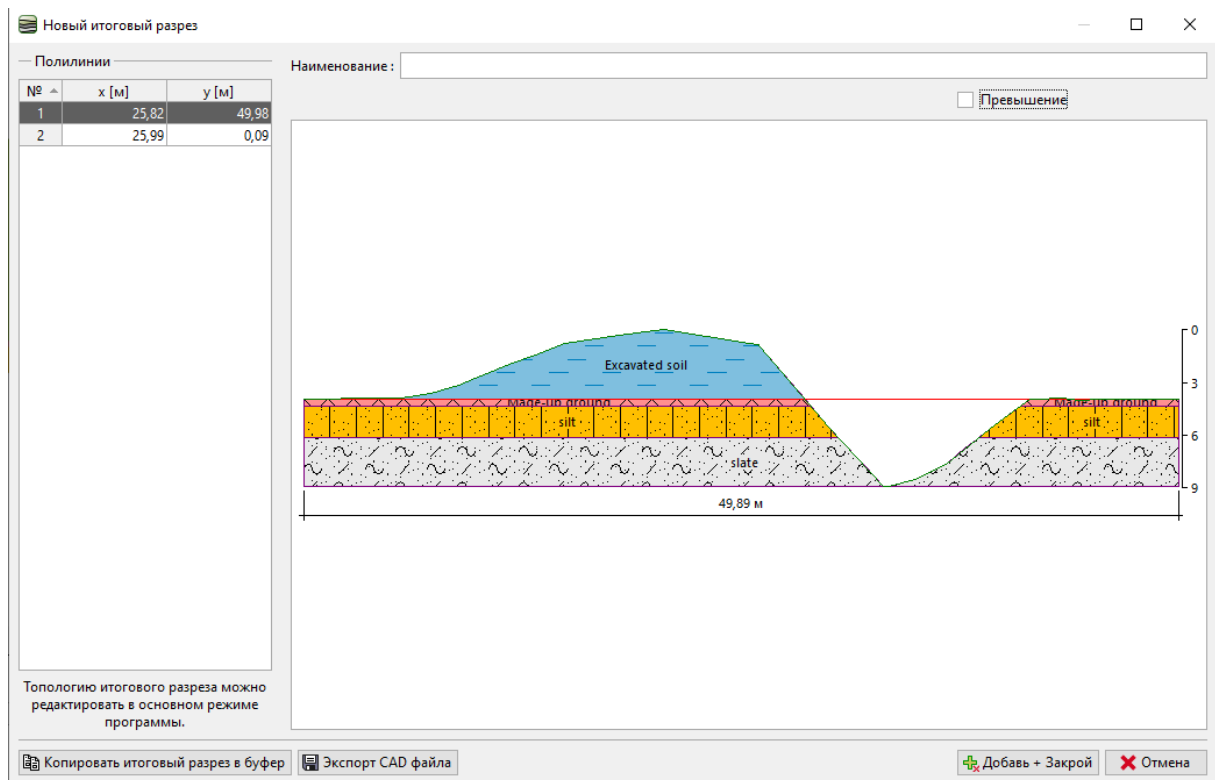 Новый итоговый разрез
Полилинии
Наименование :
№ x [м] y [м]
1 25,82 49,98
2 25,99 0,09
Превышение
0
Excavated soil
3
Made-up ground
Made-up ground
silt
silt
6
slate
9
49,89 м
Топологию итогового разреза можно
редактировать в основном режиме
программы.
Копировать итоговый разрез в буфер
Экспорт CAD файла
Добавь + Закрой
Отмена